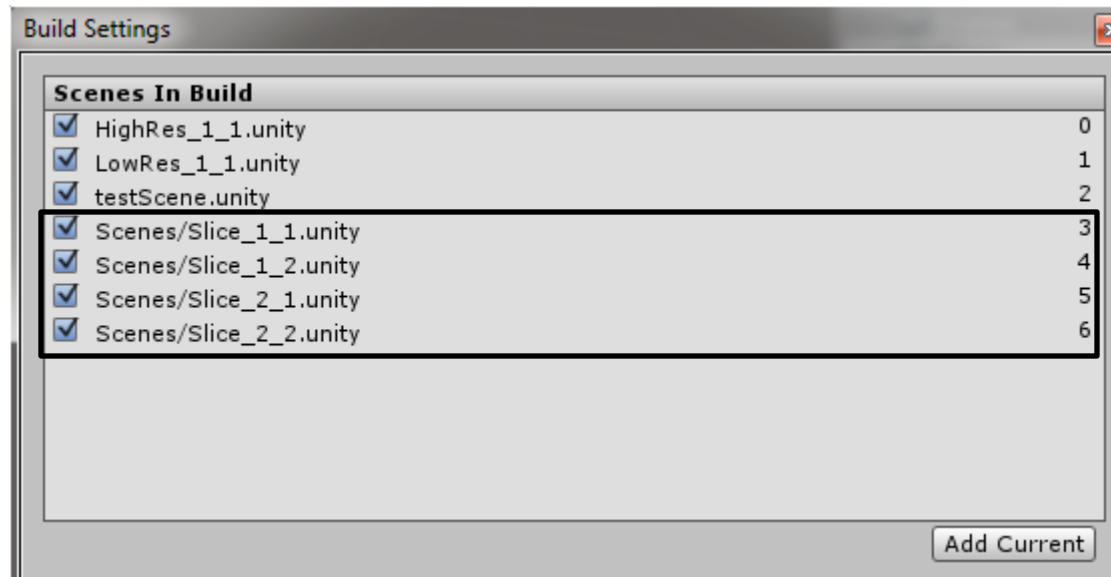 Build Settings
Scenes In Build
HighRes_1_1.unity 0
LowRes_1_1.unity 1
testScene.unity 2
Scenes/Slice_1_1.unity 3
Scenes/Slice_1_2.unity 4
Scenes/Slice_2_1.unity 5
Scenes/Slice_2_2.unity 6
Add Current